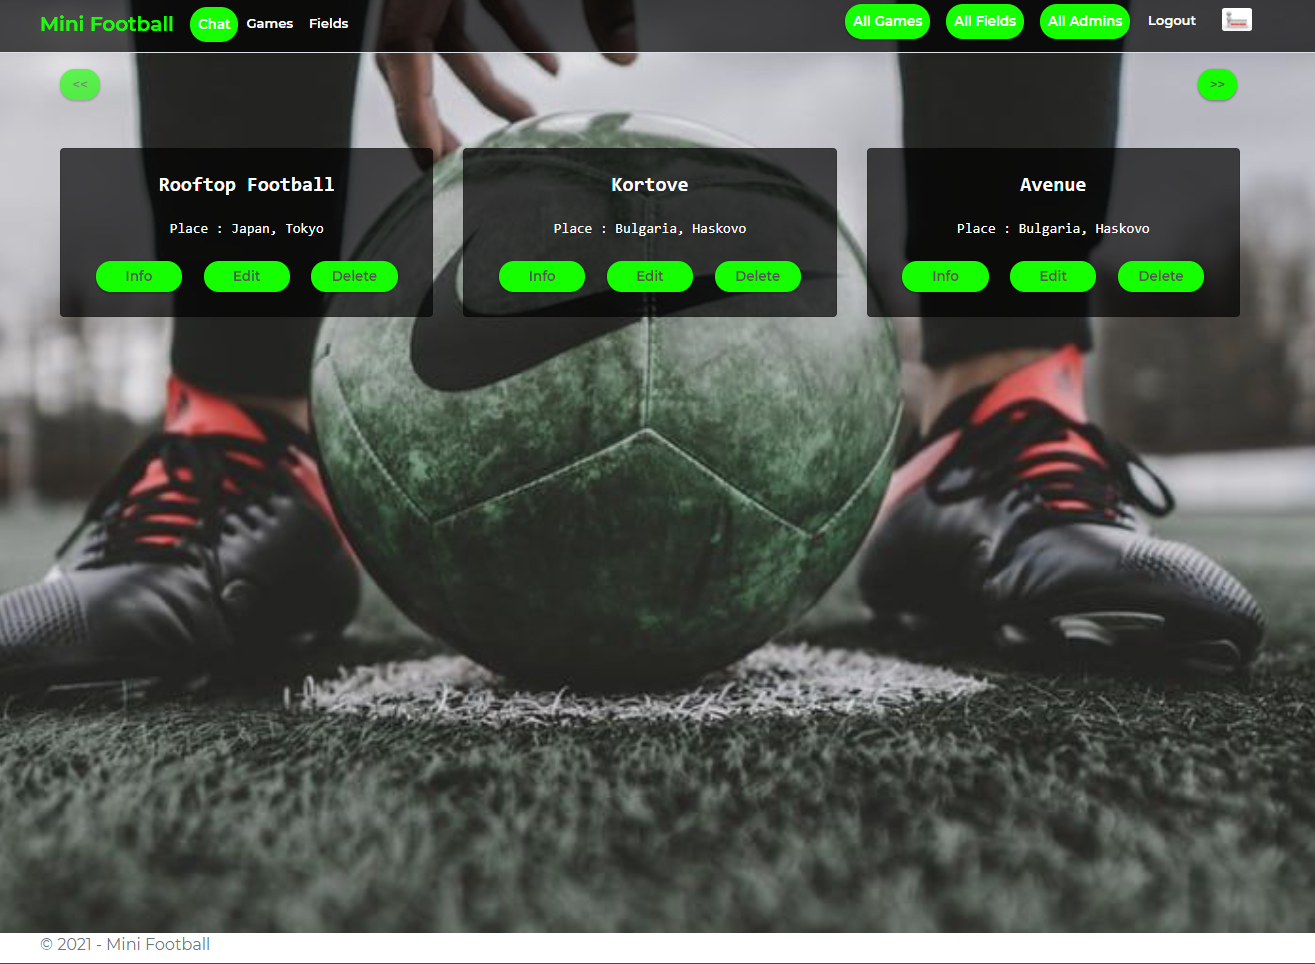 Mini Football Chat Games Fields All Games All Fields All Admins Logout
<< >>
Rooftop Football
Place : Japan, Tokyo
Info Edit Delete
Kortove
Place : Bulgaria, Haskovo
Info Edit Delete
Avenue
Place : Bulgaria, Haskovo
Info Edit Delete
© 2021 - Mini Football